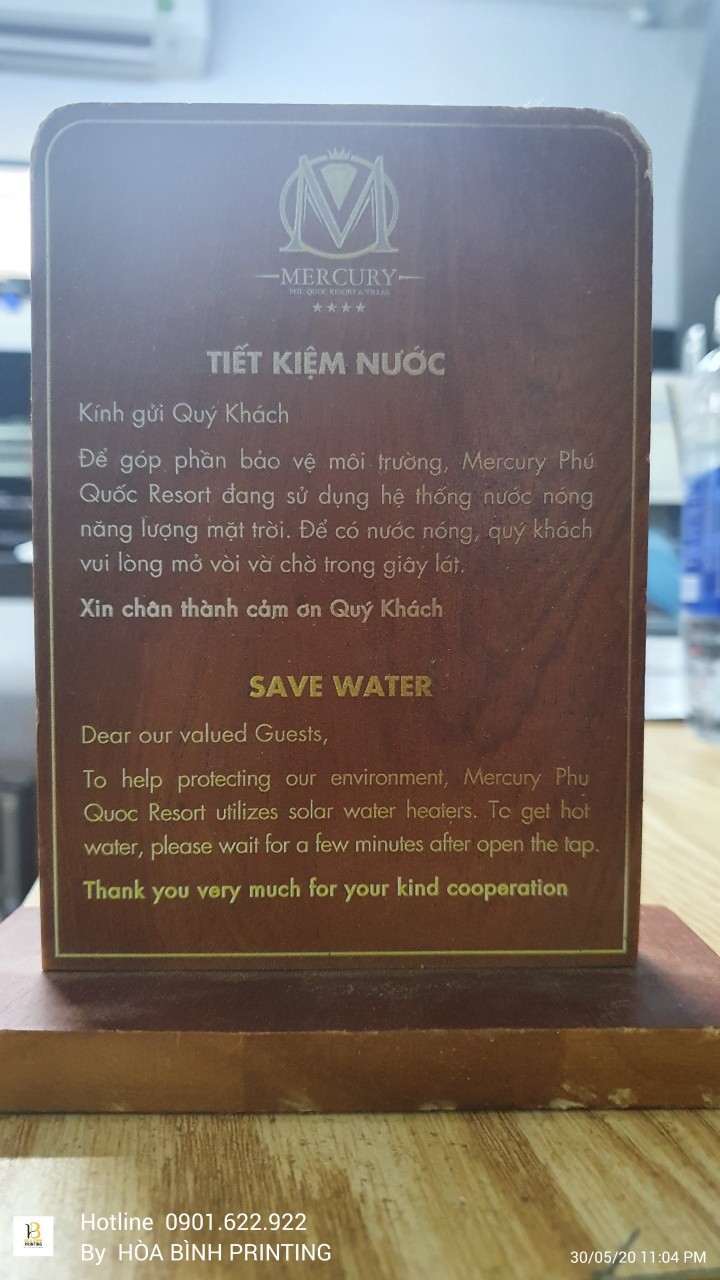 M
MERCURY
PHU QUOC RESORT & VILLAS
TIẾT KIỆM NƯỚC
Kính gửi Quý Khách
Để góp phần bảo vệ môi trường, Mercury Phú
Quốc Resort đang sử dụng hệ thống nước nóng
năng lượng mặt trời. Để có nước nóng, quý khách
vui lòng mở vòi và chờ trong giây lát.
Xin chân thành cảm ơn Quý Khách
SAVE WATER
Dear our valued Guests,
To help protecting our environment, Mercury Phu
Quoc Resort utilizes solar water heaters. To get hot
water, please wait for a few minutes after open the tap.
Thank you very much for your kind cooperation
Hotline 0901.622.922
By HÒA BÌNH PRINTING
PRINTING
30/05/20 11:04 PM